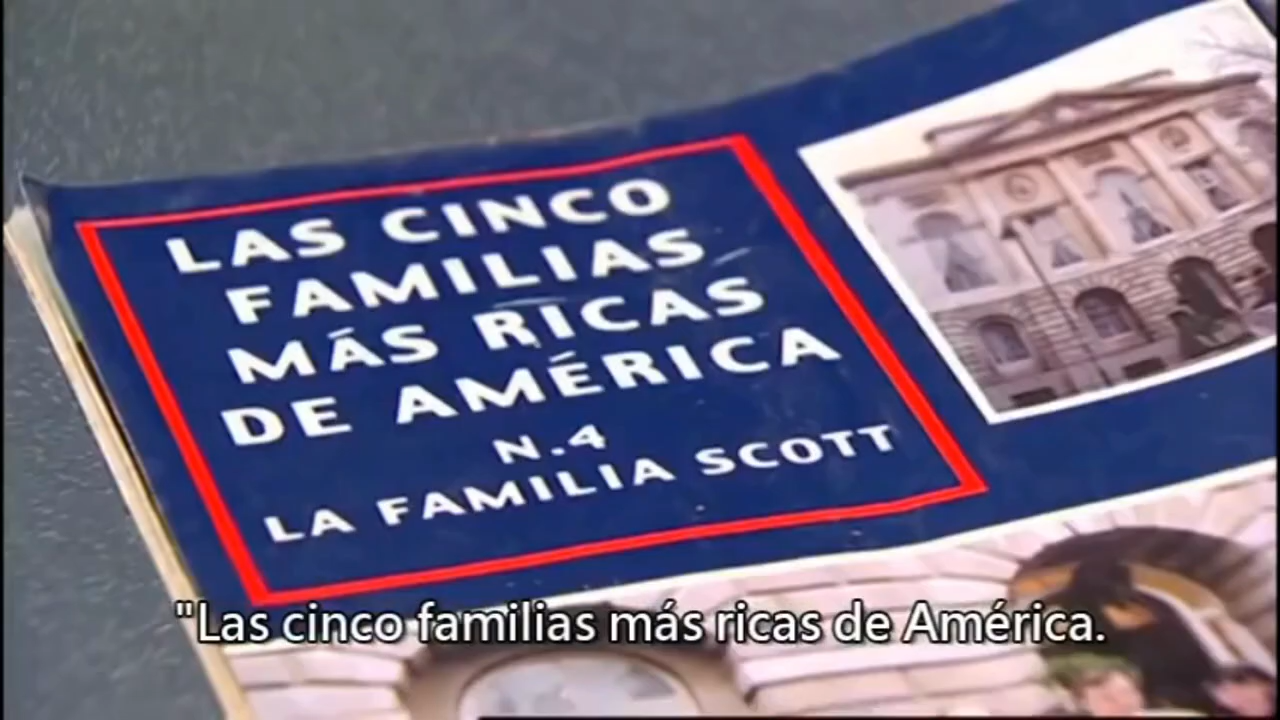 LAS CINCO
FAMILIAS
MÁS RICAS
DE AMÉRICA
N.4
LA FAMILIA SCOTT
"Las cinco familias más ricas de América.